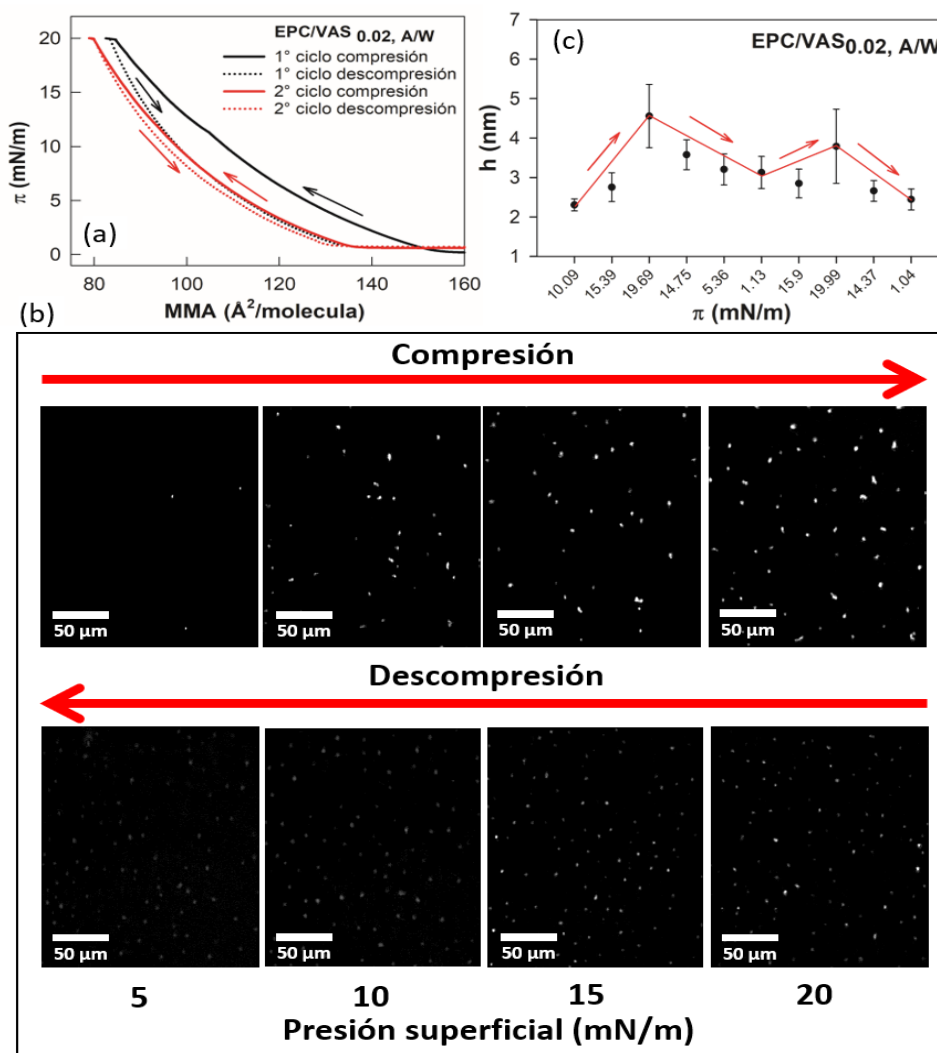 EPC/VAS 0.02, A/W
1° ciclo compresión
1° ciclo descompresión
2° ciclo compresión
2° ciclo descompresión
20
15
10
5
0
π (mN/m)
(a)
80 100 120 140 160
MMA (Å²/molecula)
(c)
EPC/VAS0.02, A/W
7
6
5
4
3
2
1
h (nm)
10.09 15.39 19.69 14.75 5.36 1.13 15.9 19.99 14.37 1.04
π (mN/m)
(b)
Compresión
50 µm 50 µm 50 µm 50 µm
Descompresión
50 µm 50 µm 50 µm 50 µm
5 10 15 20
Presión superficial (mN/m)